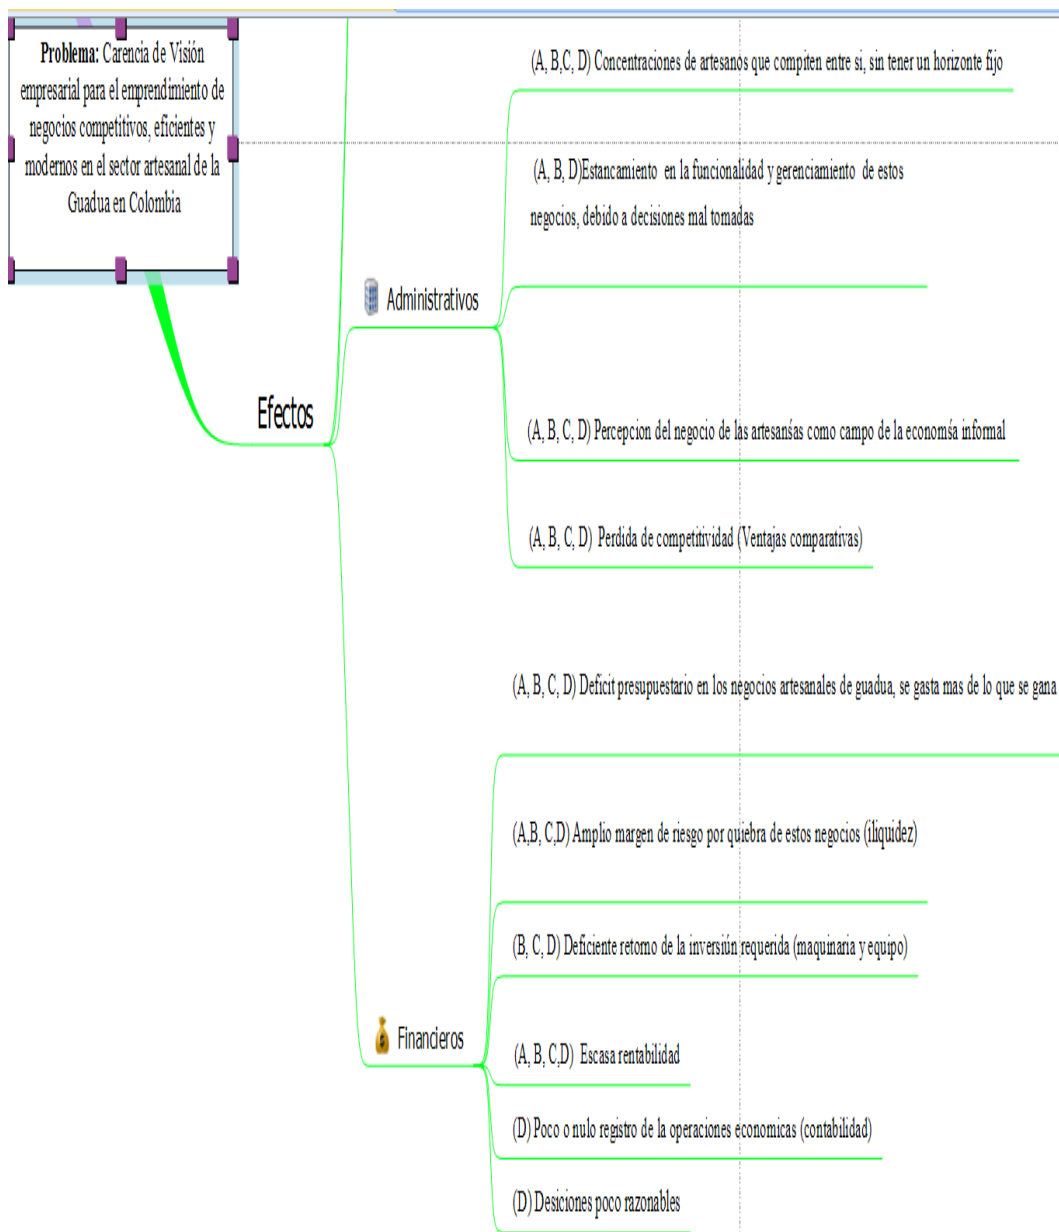 Problema: Carencia de Visión
empresarial para el emprendimiento de
negocios competitivos, eficientes y
modernos en el sector artesanal de la
Guadua en Colombia
Efectos
Administrativos
(A, B,C, D) Concentraciones de artesanos que compiten entre si, sin tener un horizonte fijo
(A, B, D)Estancamiento en la funcionalidad y gerenciamiento de estos
negocios, debido a decisiones mal tomadas
(A, B, C, D) Percepcion del negocio de las artesanśas como campo de la economśa informal
(A, B, C, D) Perdida de competitividad (Ventajas comparativas)
Financieros
(A, B, C, D) Deficit presupuestario en los negocios artesanales de guadua, se gasta mas de lo que se gana
(A,B, C,D) Amplio margen de riesgo por quiebra de estos negocios (iliquidez)
(B, C, D) Deficiente retorno de la inversiún requerida (maquinaria y equipo)
(A, B, C,D) Escasa rentabilidad
(D) Poco o nulo registro de la operaciones economicas (contabilidad)
(D) Desiciones poco razonables